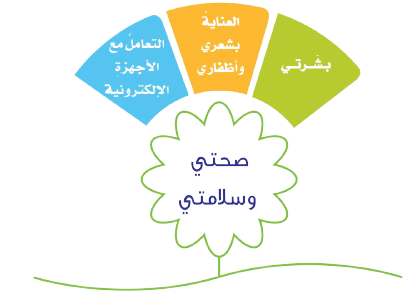 بشرتي
العناية
بشعري
وأظفاري
التعامل مع
الأجهزة
الإلكترونية
صحتي
وسلامتي